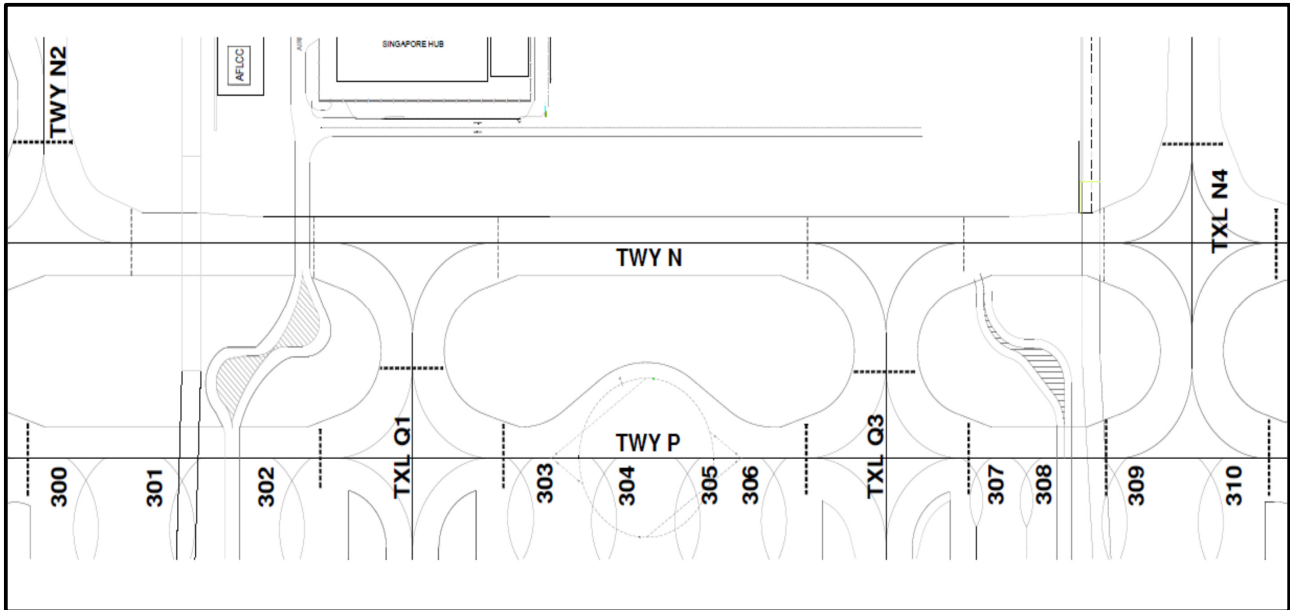 TWY N2
AFLCC
SINGAPORE HUB
TXL N4
TWY N
TXL Q1
TWY P
TXL Q3
300
301
302
303
304
305
306
307
308
309
310